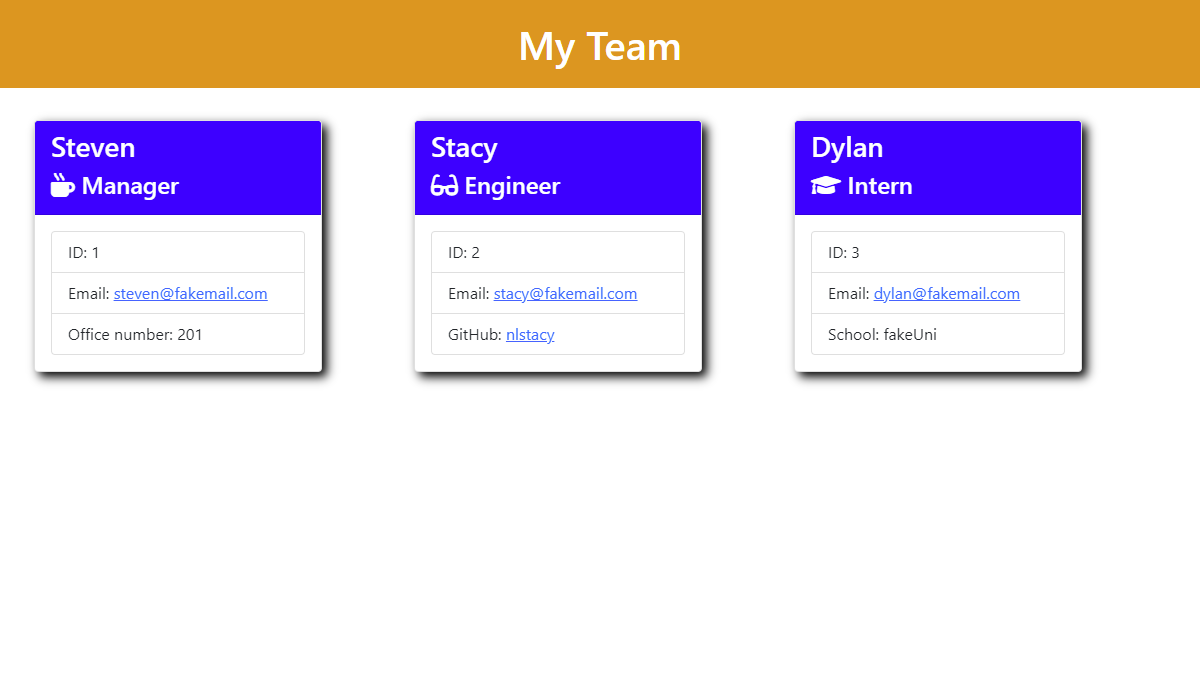 My Team
Steven
Manager
ID: 1
Email: steven@fakemail.com
Office number: 201
Stacy
Engineer
ID: 2
Email: stacy@fakemail.com
GitHub: nlstacy
Dylan
Intern
ID: 3
Email: dylan@fakemail.com
School: fakeUni